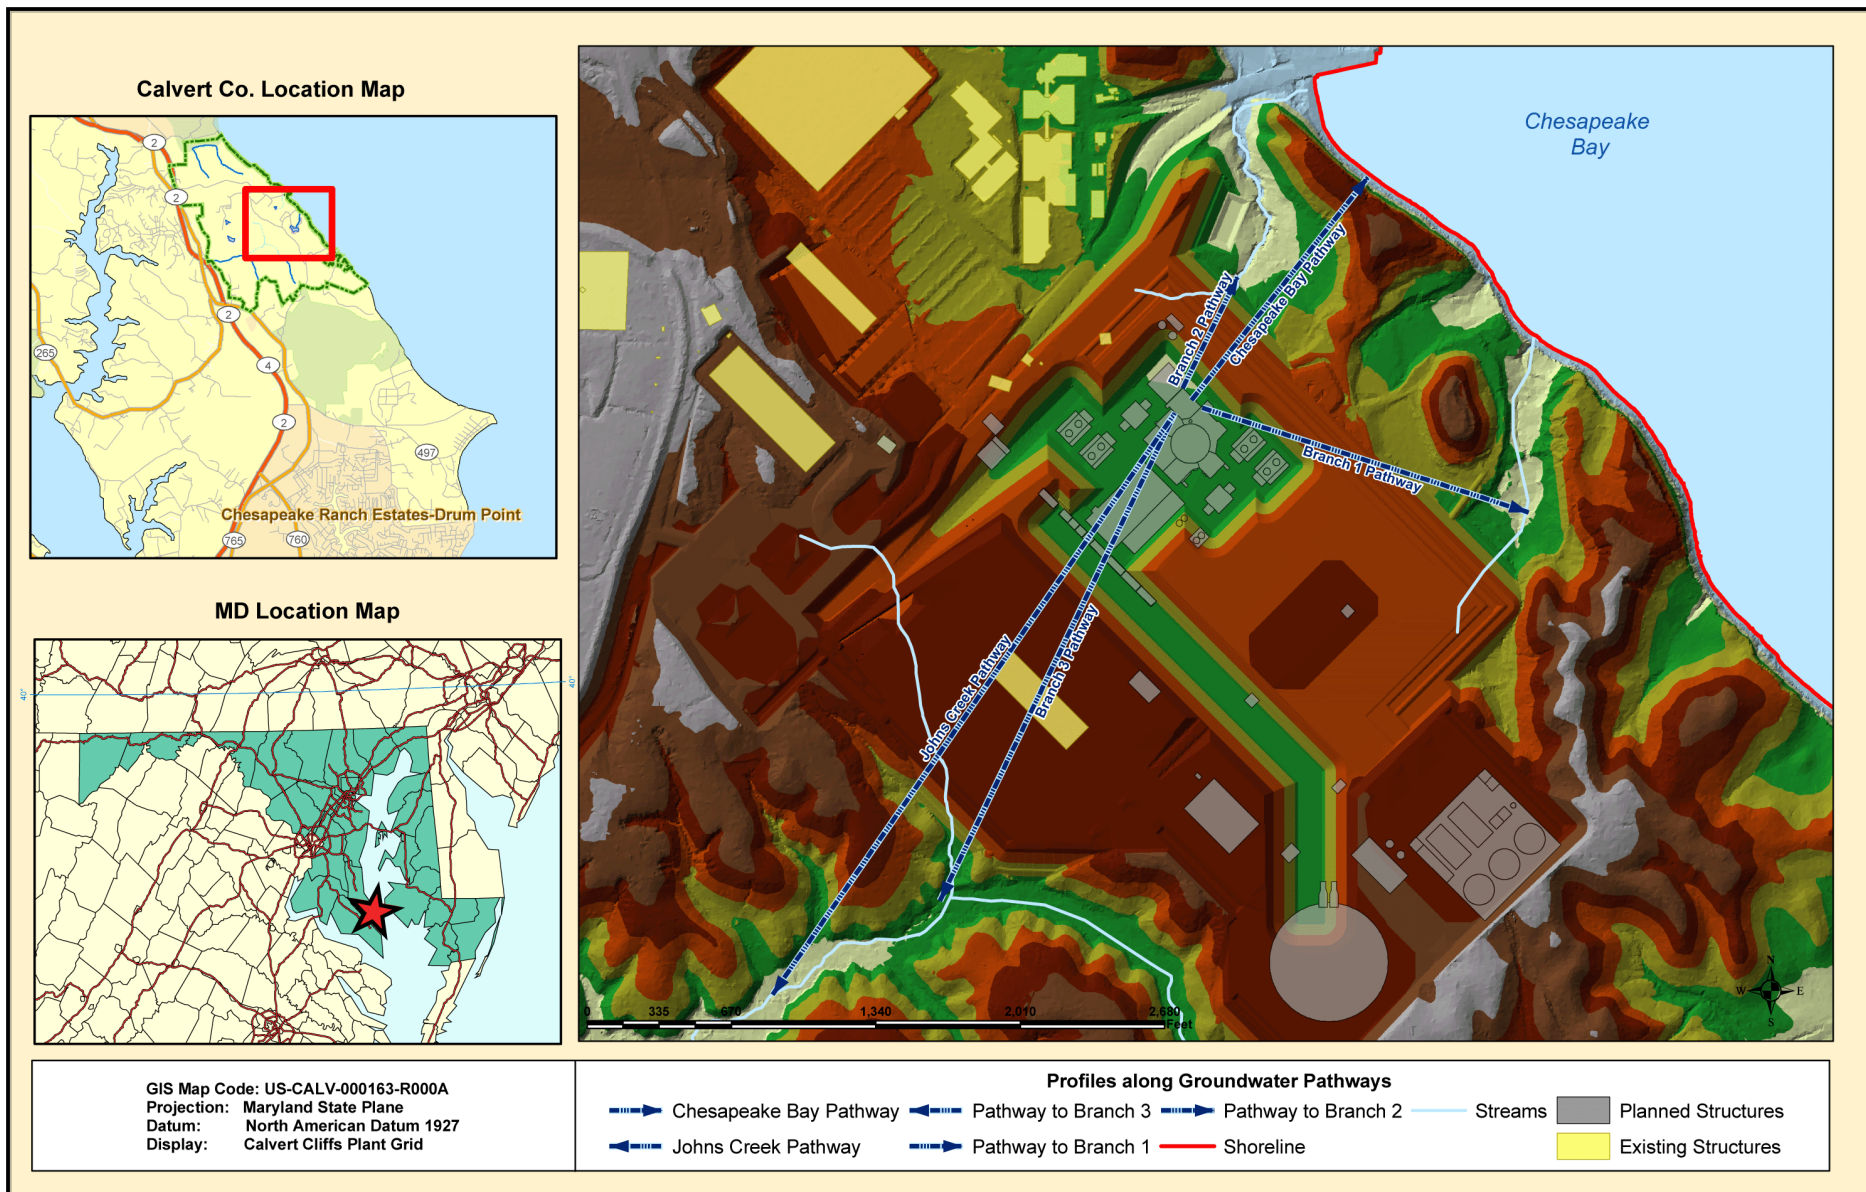 Calvert Co. Location Map
2
2
2
265
4
2
497
Chesapeake Ranch Estates-Drum Point
765
760
MD Location Map
40°
40°
Chesapeake
Bay
Branch 2 Pathway
Chesapeake Bay Pathway
Branch 1 Pathway
Johns Creek Pathway
Branch 3 Pathway
N
W
E
S
0 335 670 1,340 2,010 2,680
Feet
GIS Map Code: US-CALV-000163-R000A
Projection: Maryland State Plane
Datum: North American Datum 1927
Display: Calvert Cliffs Plant Grid
Profiles along Groundwater Pathways
Chesapeake Bay Pathway Pathway to Branch 3 Pathway to Branch 2 Streams Planned Structures
Johns Creek Pathway Pathway to Branch 1 Shoreline Existing Structures